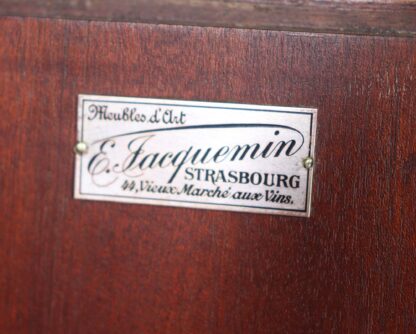 Meubles d'Art
E. Jacquemin
STRASBOURG
44, Vieux Marché aux Vins.